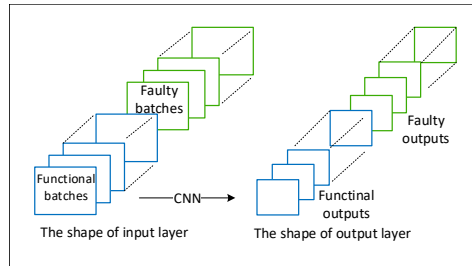 Faulty
batches
Functional
batches
CNN
The shape of input layer
Faulty
outputs
Functinal
outputs
The shape of output layer